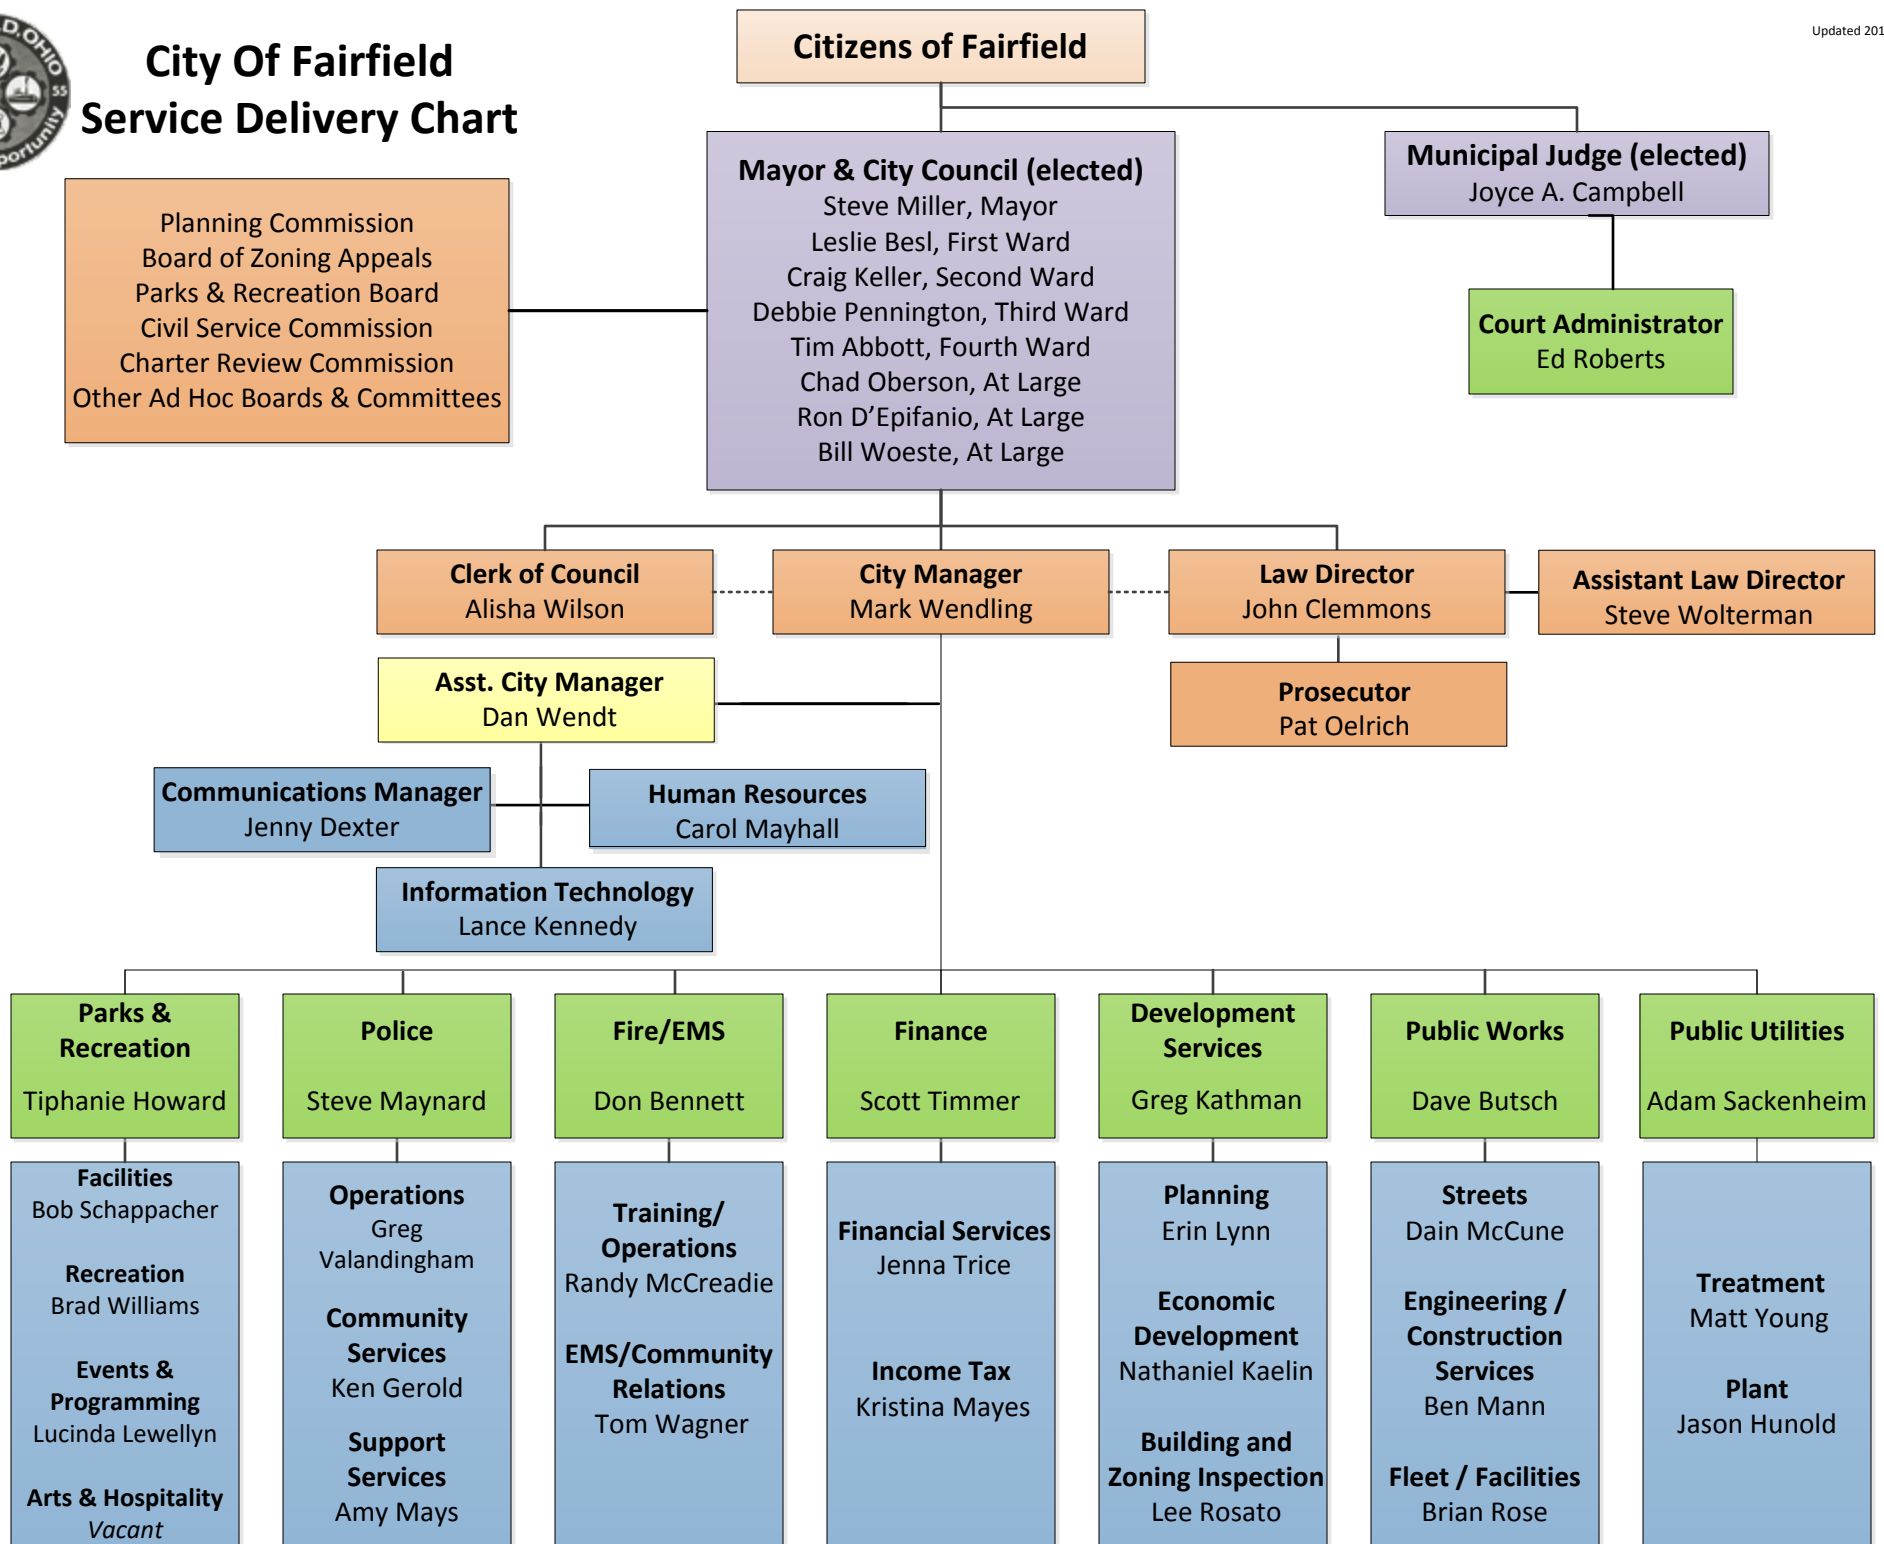 City Of Fairfield
Service Delivery Chart
Updated 201
Citizens of Fairfield
Mayor & City Council (elected)
Steve Miller, Mayor
Leslie Besl, First Ward
Craig Keller, Second Ward
Debbie Pennington, Third Ward
Tim Abbott, Fourth Ward
Chad Oberson, At Large
Ron D’Epifanio, At Large
Bill Woeste, At Large
Municipal Judge (elected)
Joyce A. Campbell
Court Administrator
Ed Roberts
Planning Commission
Board of Zoning Appeals
Parks & Recreation Board
Civil Service Commission
Charter Review Commission
Other Ad Hoc Boards & Committees
Clerk of Council
Alisha Wilson
City Manager
Mark Wendling
Law Director
John Clemmons
Assistant Law Director
Steve Wolterman
Asst. City Manager
Dan Wendt
Prosecutor
Pat Oelrich
Communications Manager
Jenny Dexter
Human Resources
Carol Mayhall
Information Technology
Lance Kennedy
Parks &
Recreation
Tiphanie Howard
Police
Steve Maynard
Fire/EMS
Don Bennett
Finance
Scott Timmer
Development
Services
Greg Kathman
Public Works
Dave Butsch
Public Utilities
Adam Sackenheim
Facilities
Bob Schappacher
Recreation
Brad Williams
Events &
Programming
Lucinda Lewellyn
Arts & Hospitality
Vacant
Operations
Greg
Valandingham
Community
Services
Ken Gerold
Support
Services
Amy Mays
Training/
Operations
Randy McCreadie
EMS/Community
Relations
Tom Wagner
Financial Services
Jenna Trice
Income Tax
Kristina Mayes
Planning
Erin Lynn
Economic
Development
Nathaniel Kaelin
Building and
Zoning Inspection
Lee Rosato
Streets
Dain McCune
Engineering /
Construction
Services
Ben Mann
Fleet / Facilities
Brian Rose
Treatment
Matt Young
Plant
Jason Hunold